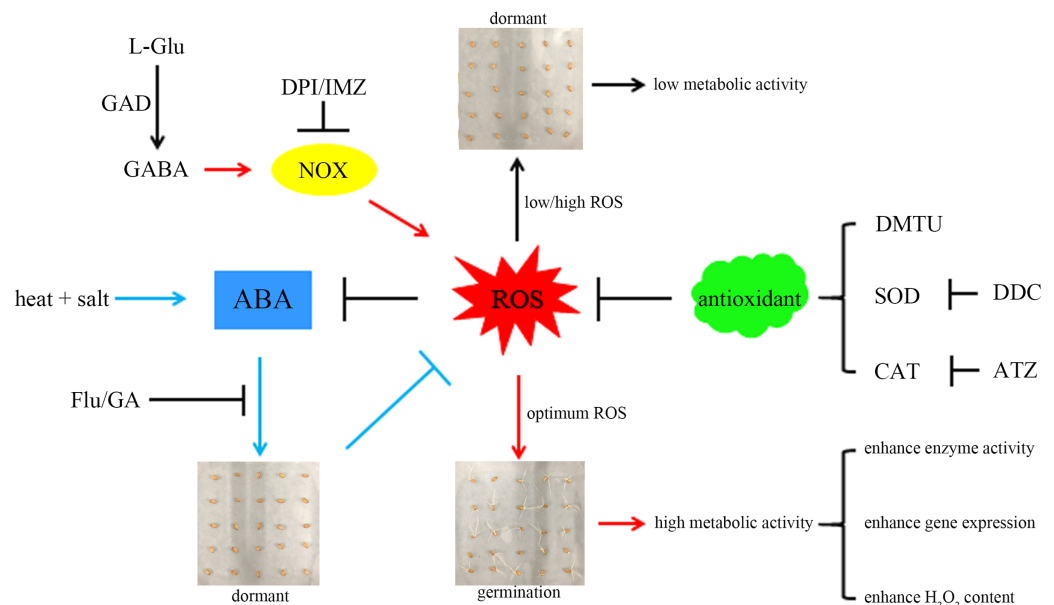 dormant
L-Glu
DPI/IMZ
GAD
low metabolic activity
GABA
NOX
low/high ROS
DMTU
heat + salt
ABA
ROS
antioxidant
SOD
DDC
CAT
ATZ
Flu/GA
optimum ROS
enhance enzyme activity
high metabolic activity
enhance gene expression
dormant
germination
enhance H₂O₂ content